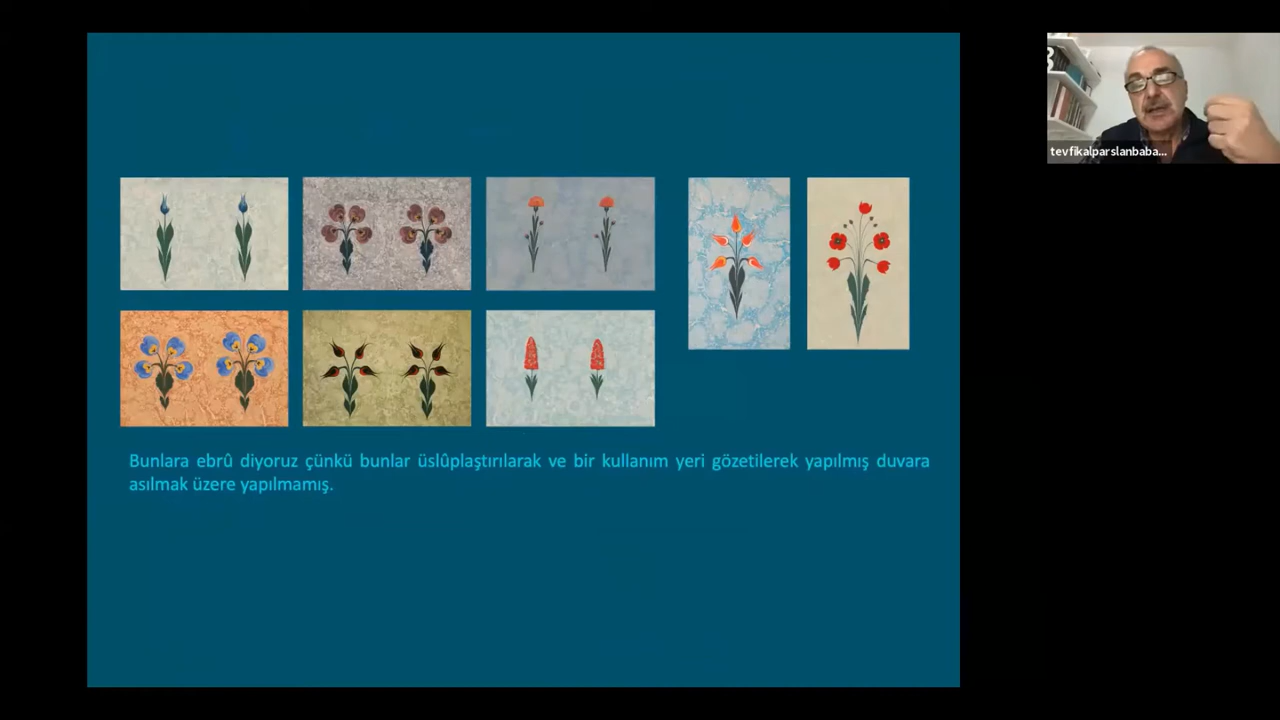 tevfikalparslanbaba...
Bunlara ebrû diyoruz çünkü bunlar üslûplaştırılarak ve bir kullanım yeri gözetilerek yapılmış duvara
asılmak üzere yapılmamış.